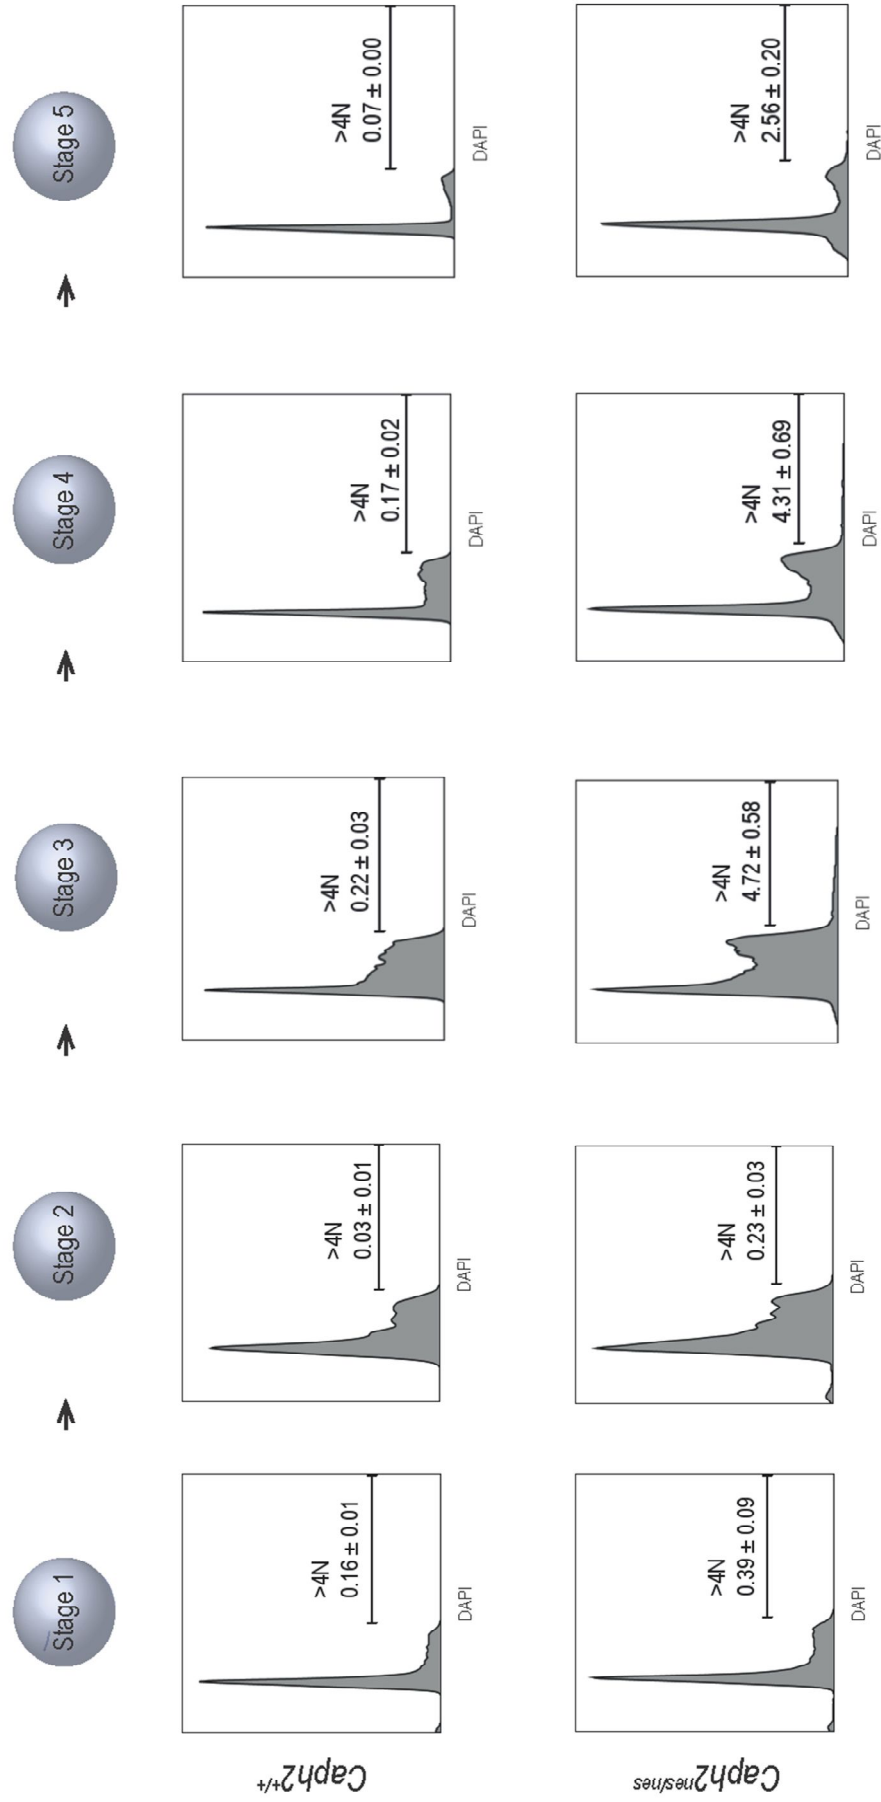 Stage 1
Stage 2
Stage 3
Stage 4
Stage 5
Caph2+/+
>4N
0.16 ± 0.01
DAPI
>4N
0.03 ± 0.01
DAPI
>4N
0.22 ± 0.03
DAPI
>4N
0.17 ± 0.02
DAPI
>4N
0.07 ± 0.00
DAPI
Caph2nes/nes
>4N
0.39 ± 0.09
DAPI
>4N
0.23 ± 0.03
DAPI
>4N
4.72 ± 0.58
DAPI
>4N
4.31 ± 0.69
DAPI
>4N
2.56 ± 0.20
DAPI